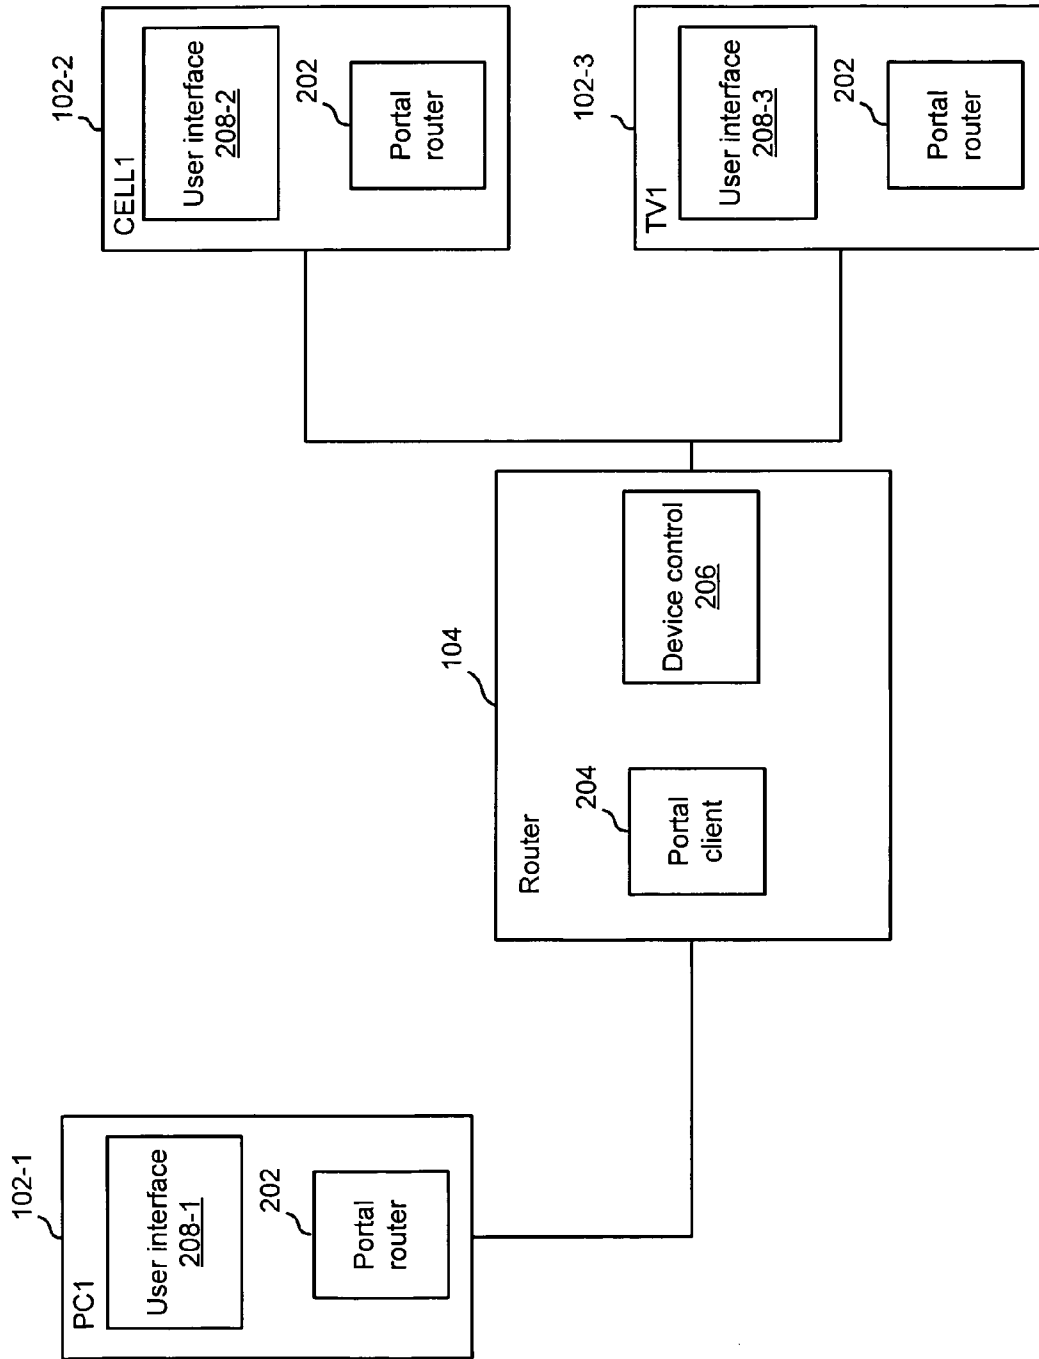 102-1
PC1
User interface
208-1
202
Portal
router
104
Router
204
Portal
client
Device control
206
102-2
CELL1
User interface
208-2
202
Portal
router
102-3
TV1
User interface
208-3
202
Portal
router